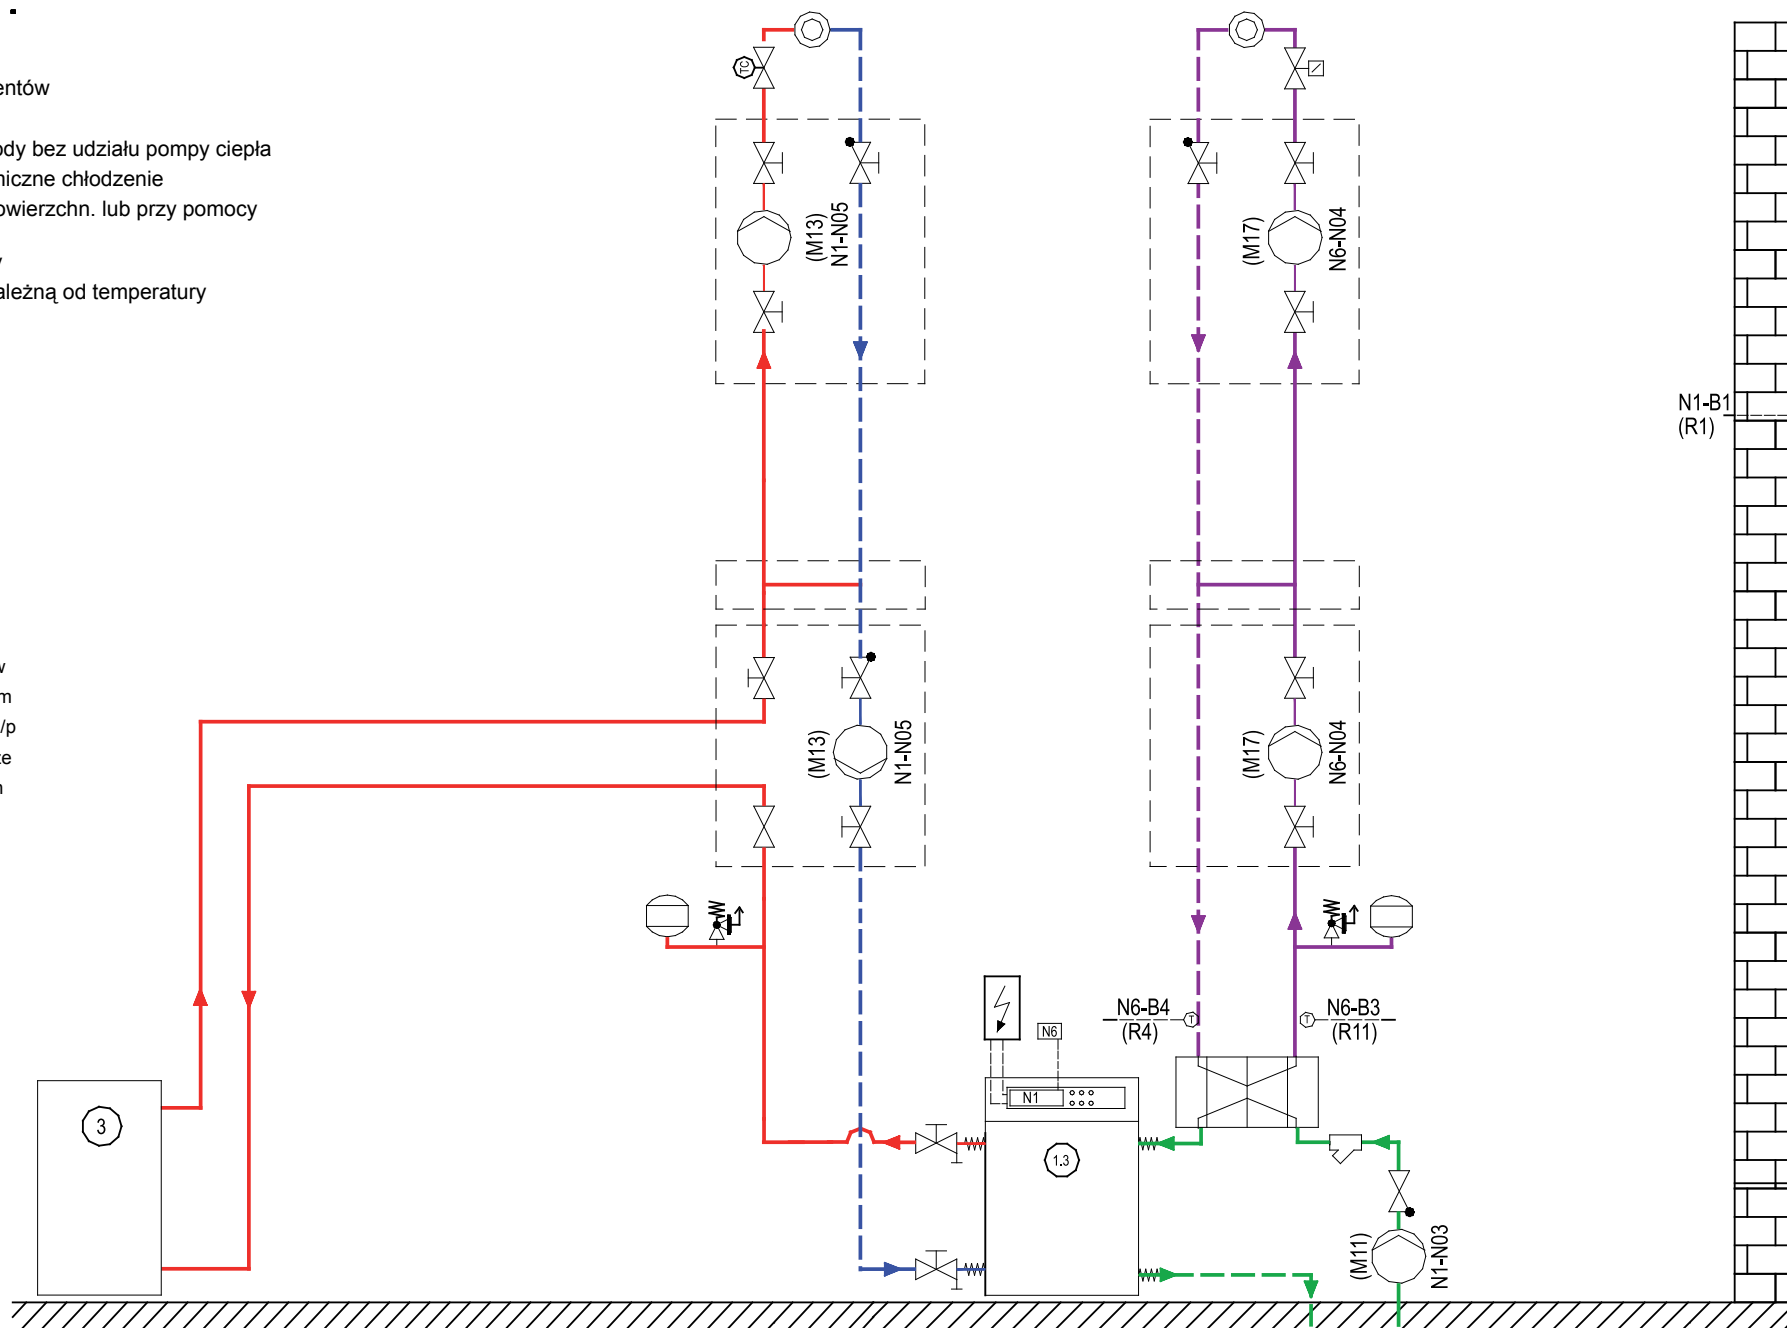 entów
ody bez udziału pompy ciepła
niczne chłodzenie
owierzchn. lub przy pomocy
y
ależną od temperatury
w
m
/p
że
n
TC
(M13)
N1-N05
(M17)
N6-N04
N1-B1
(R1)
(M13)
N1-N05
(M17)
N6-N04
N6-B4
(R4)
T
T
N6-B3
(R11)
N6
N1
3
1.3
(M11)
N1-N03